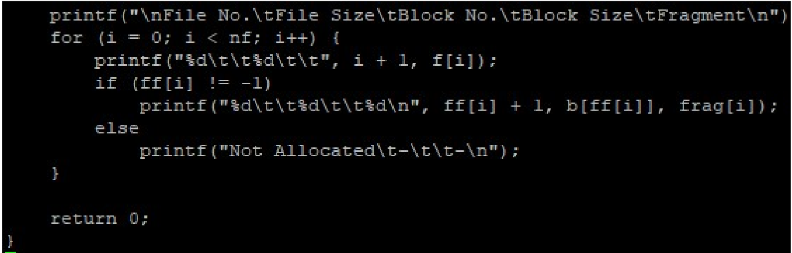 printf("\nFile No.\tFile Size\tBlock No.\tBlock Size\tFragment\n")
    for (i = 0; i < nf; i++) {
        printf("%d\t\t%d\t\t", i + 1, f[i]);
        if (ff[i] != -1)
            printf("%d\t\t%d\t\t%d\n", ff[i] + 1, b[ff[i]], frag[i]);
        else
            printf("Not Allocated\t-\t\t-\n");
    }

    return 0;
}